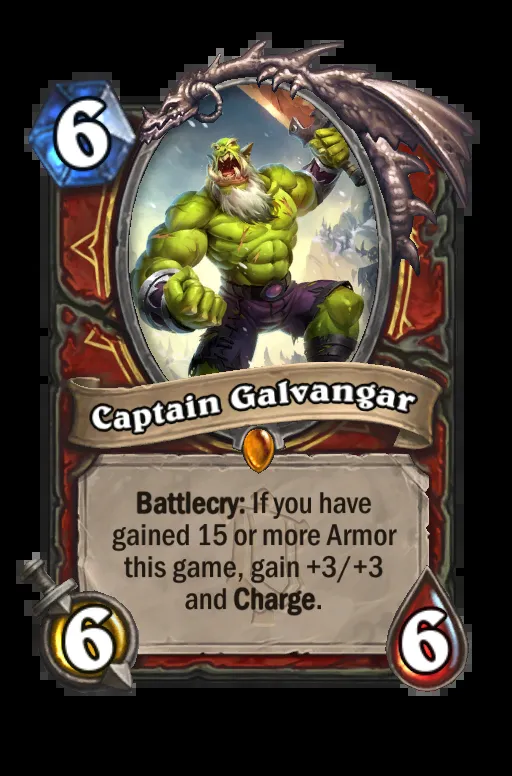 6
Captain Galvangar
Battlecry: If you have
gained 15 or more Armor
this game, gain +3/+3
and Charge.
6
6